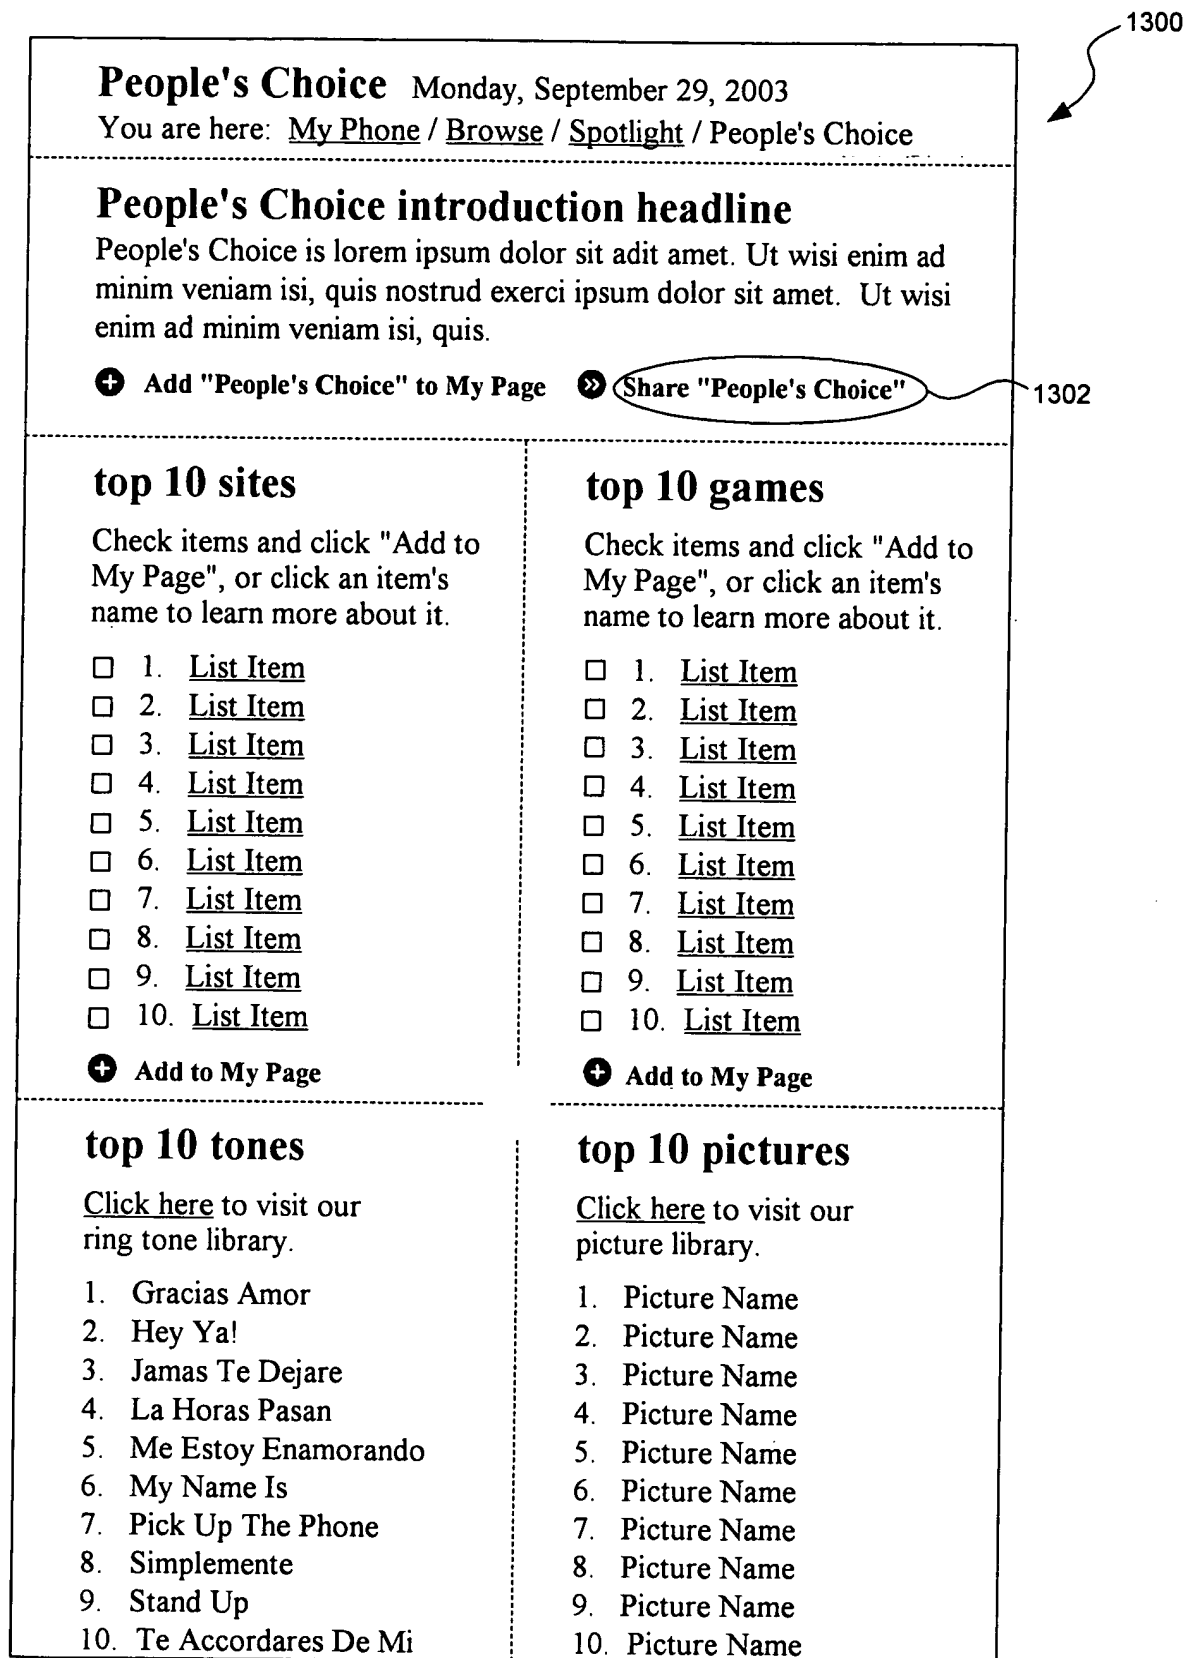 1300
People's Choice Monday, September 29, 2003
You are here: My Phone / Browse / Spotlight / People's Choice
People's Choice introduction headline
People's Choice is lorem ipsum dolor sit adit amet. Ut wisi enim ad
minim veniam isi, quis nostrud exerci ipsum dolor sit amet. Ut wisi
enim ad minim veniam isi, quis.
Add "People's Choice" to My Page
Share "People's Choice"
1302
top 10 sites
Check items and click "Add to
My Page", or click an item's
name to learn more about it.
1. List Item
2. List Item
3. List Item
4. List Item
5. List Item
6. List Item
7. List Item
8. List Item
9. List Item
10. List Item
Add to My Page
top 10 games
Check items and click "Add to
My Page", or click an item's
name to learn more about it.
1. List Item
2. List Item
3. List Item
4. List Item
5. List Item
6. List Item
7. List Item
8. List Item
9. List Item
10. List Item
Add to My Page
top 10 tones
Click here to visit our
ring tone library.
1. Gracias Amor
2. Hey Ya!
3. Jamas Te Dejare
4. La Horas Pasan
5. Me Estoy Enamorando
6. My Name Is
7. Pick Up The Phone
8. Simplemente
9. Stand Up
10. Te Accordares De Mi
top 10 pictures
Click here to visit our
picture library.
1. Picture Name
2. Picture Name
3. Picture Name
4. Picture Name
5. Picture Name
6. Picture Name
7. Picture Name
8. Picture Name
9. Picture Name
10. Picture Name